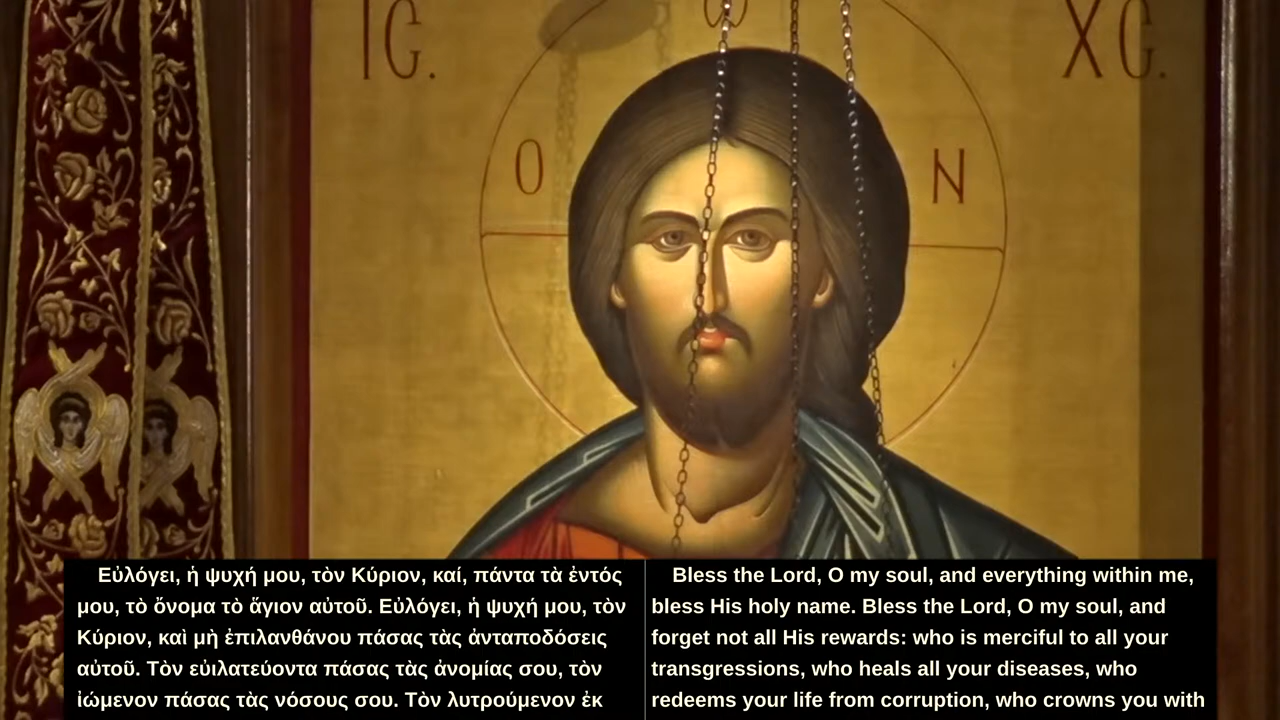 ΙϹ.
ΧϹ.
Ο
Ω
Ν
Εὐλόγει, ἡ ψυχή μου, τὸν Κύριον, καί, πάντα τὰ ἐντός
μου, τὸ ὄνομα τὸ ἅγιον αὐτοῦ. Εὐλόγει, ἡ ψυχή μου, τὸν
Κύριον, καὶ μὴ ἐπιλανθάνου πάσας τὰς ἀνταποδόσεις
αὐτοῦ. Τὸν εὐιλατεύοντα πάσας τὰς ἀνομίας σου, τὸν
ἰώμενον πάσας τὰς νόσους σου. Τὸν λυτρούμενον ἐκ
Bless the Lord, O my soul, and everything within me,
bless His holy name. Bless the Lord, O my soul, and
forget not all His rewards: who is merciful to all your
transgressions, who heals all your diseases, who
redeems your life from corruption, who crowns you with